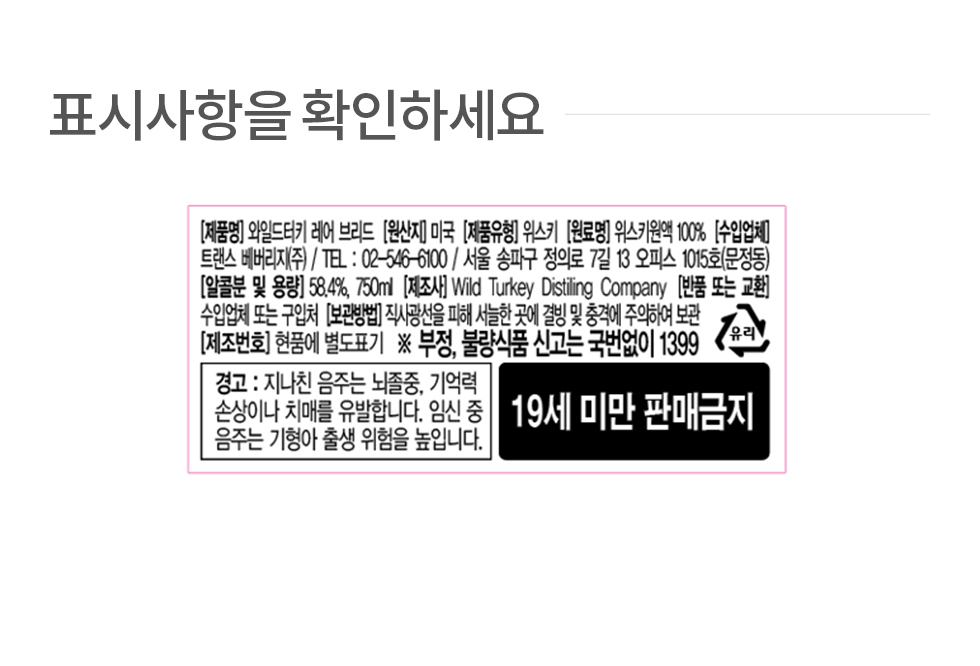 표시사항을 확인하세요
[제품명] 와일드터키 레어 브리드 [원산지] 미국 [제품유형] 위스키 [원료명] 위스키원액 100% [수입업체]
트랜스 베버리지(주) / TEL : 02-546-6100 / 서울 송파구 정의로 7길 13 오피스 1015호(문정동)
[알콜분 및 용량] 58.4%, 750ml [제조사] Wild Turkey Distiling Company [반품 또는 교환]
수입업체 또는 구입처 [보관방법] 직사광선을 피해 서늘한 곳에 결빙 및 충격에 주의하여 보관
[제조번호] 현품에 별도표기 ※ 부정, 불량식품 신고는 국번없이 1399
유리
경고 : 지나친 음주는 뇌졸중, 기억력
손상이나 치매를 유발합니다. 임신 중
음주는 기형아 출생 위험을 높입니다.
19세 미만 판매금지